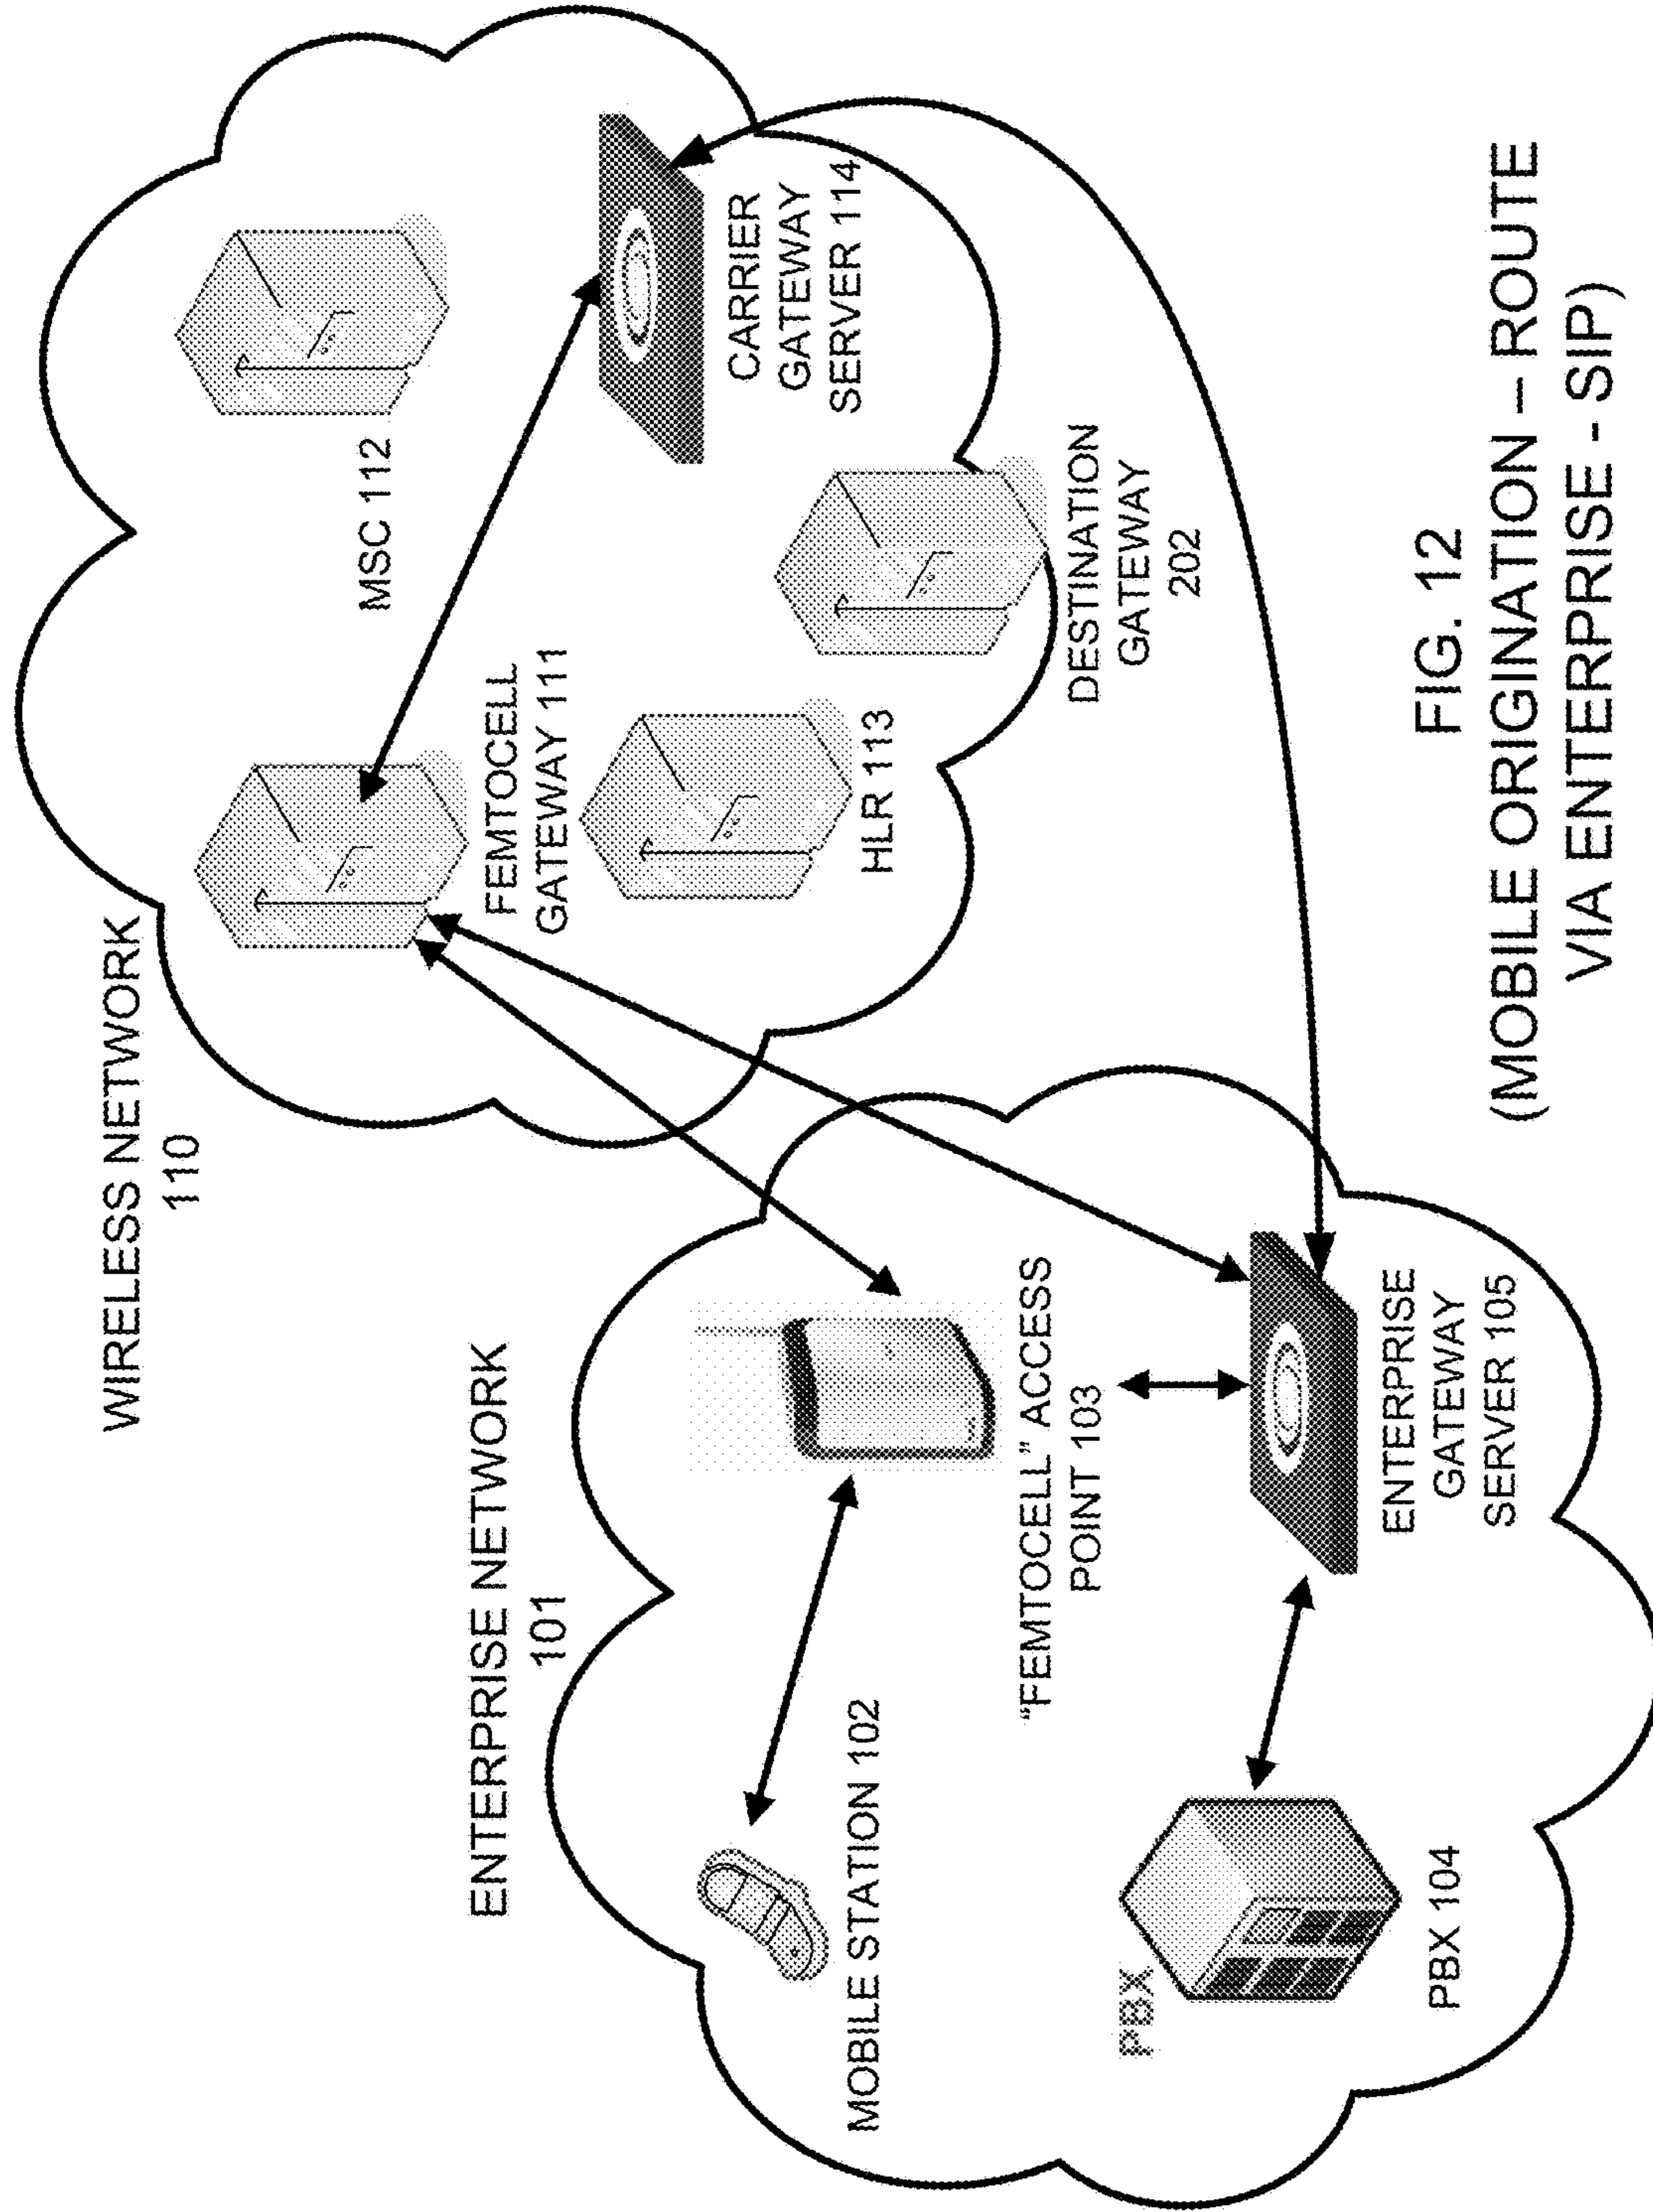 WIRELESS NETWORK
110
MSC 112
FEMTOCELL
GATEWAY 111
CARRIER
GATEWAY
SERVER 114
HLR 113
DESTINATION
GATEWAY
202
ENTERPRISE NETWORK
101
MOBILE STATION 102
"FEMTOCELL" ACCESS
POINT 103
PBX
PBX 104
ENTERPRISE
GATEWAY
SERVER 105
FIG. 12
(MOBILE ORIGINATION – ROUTE
VIA ENTERPRISE - SIP)